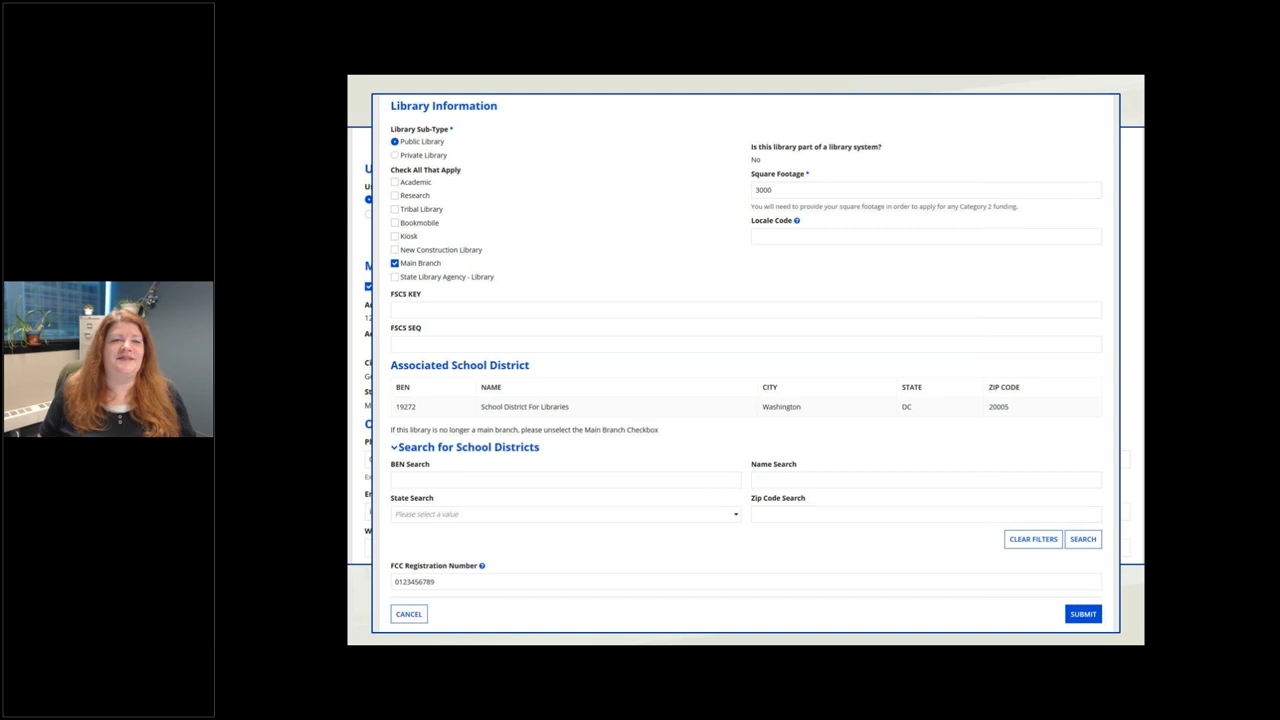 Library Information
Library Sub-Type *
Public Library
Private Library
Check All That Apply
Academic
Research
Tribal Library
Bookmobile
Kiosk
New Construction Library
Main Branch
State Library Agency - Library
Is this library part of a library system?
No
Square Footage *
3000
You will need to provide your square footage in order to apply for any Category 2 funding.
Locale Code
FSCS KEY
FSCS SEQ
Associated School District
BEN NAME CITY STATE ZIP CODE
19272 School District For Libraries Washington DC 20005
If this library is no longer a main branch, please unselect the Main Branch Checkbox
Search for School Districts
BEN Search
Name Search
State Search
Please select a value
Zip Code Search
CLEAR FILTERS SEARCH
FCC Registration Number
0123456789
CANCEL SUBMIT